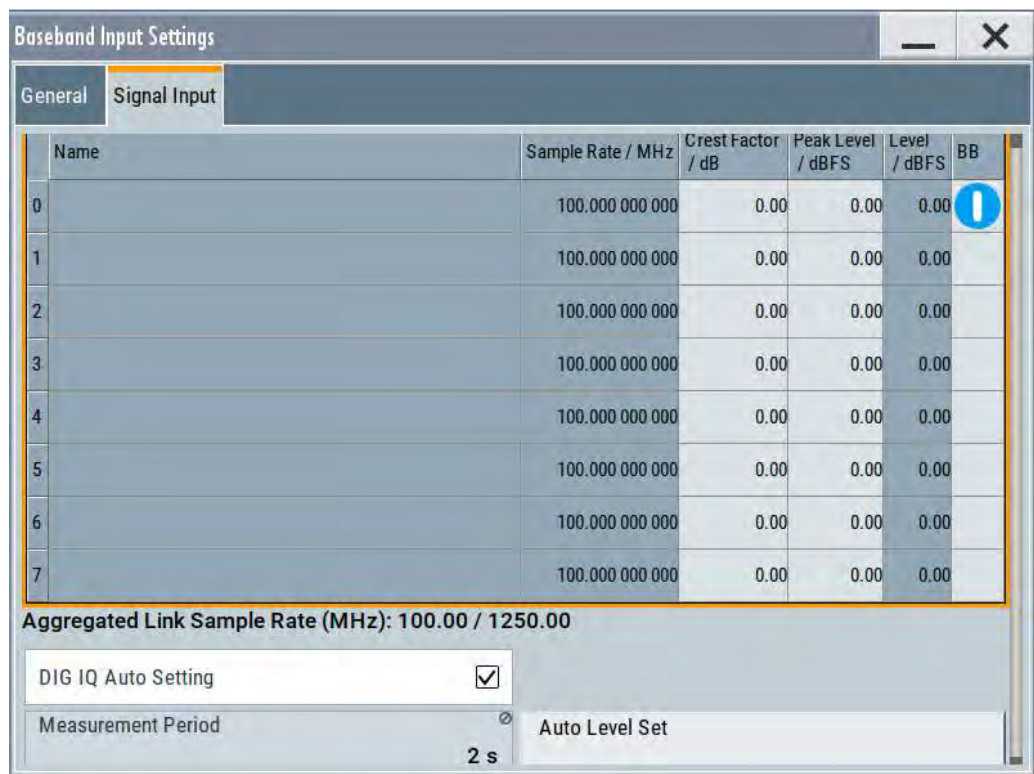 Baseband Input Settings
General Signal Input
Name Sample Rate / MHz Crest Factor / dB Peak Level / dBFS Level / dBFS BB
0 100.000 000 000 0.00 0.00 0.00
1 100.000 000 000 0.00 0.00 0.00
2 100.000 000 000 0.00 0.00 0.00
3 100.000 000 000 0.00 0.00 0.00
4 100.000 000 000 0.00 0.00 0.00
5 100.000 000 000 0.00 0.00 0.00
6 100.000 000 000 0.00 0.00 0.00
7 100.000 000 000 0.00 0.00 0.00
Aggregated Link Sample Rate (MHz): 100.00 / 1250.00
DIG IQ Auto Setting
Measurement Period Auto Level Set
2 s